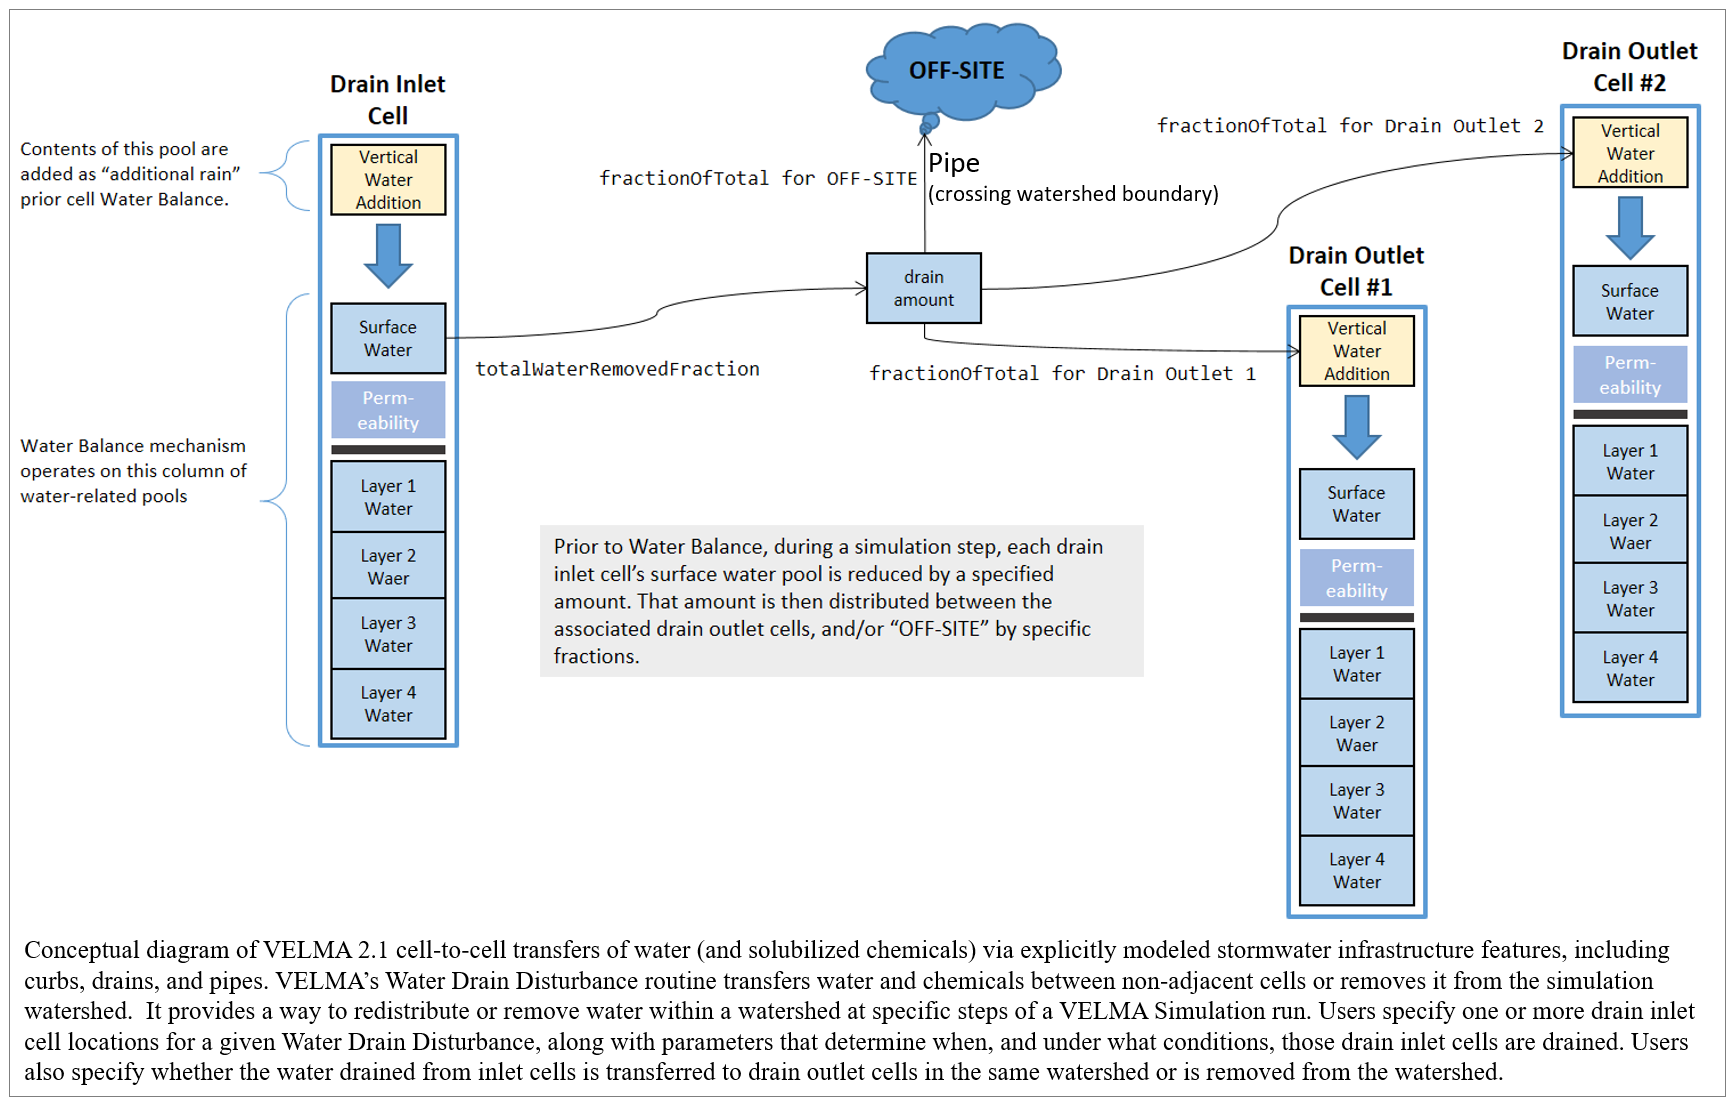 Drain Inlet
Cell
Contents of this pool are
added as “additional rain”
prior cell Water Balance.
Vertical
Water
Addition
Surface
Water
Perm-
eability
Water Balance mechanism
operates on this column of
water-related pools
Layer 1
Water
Layer 2
Waer
Layer 3
Water
Layer 4
Water
totalWaterRemovedFraction
drain
amount
OFF-SITE
fractionOfTotal for OFF-SITE
Pipe
(crossing watershed boundary)
fractionOfTotal for Drain Outlet 2
fractionOfTotal for Drain Outlet 1
Drain Outlet
Cell #1
Vertical
Water
Addition
Surface
Water
Perm-
eability
Layer 1
Water
Layer 2
Waer
Layer 3
Water
Layer 4
Water
Drain Outlet
Cell #2
Vertical
Water
Addition
Surface
Water
Perm-
eability
Layer 1
Water
Layer 2
Waer
Layer 3
Water
Layer 4
Water
Prior to Water Balance, during a simulation step, each drain
inlet cell’s surface water pool is reduced by a specified
amount. That amount is then distributed between the
associated drain outlet cells, and/or “OFF-SITE” by specific
fractions.
Conceptual diagram of VELMA 2.1 cell-to-cell transfers of water (and solubilized chemicals) via explicitly modeled stormwater infrastructure features, including
curbs, drains, and pipes. VELMA’s Water Drain Disturbance routine transfers water and chemicals between non-adjacent cells or removes it from the simulation
watershed.  It provides a way to redistribute or remove water within a watershed at specific steps of a VELMA Simulation run. Users specify one or more drain inlet
cell locations for a given Water Drain Disturbance, along with parameters that determine when, and under what conditions, those drain inlet cells are drained. Users
also specify whether the water drained from inlet cells is transferred to drain outlet cells in the same watershed or is removed from the watershed.